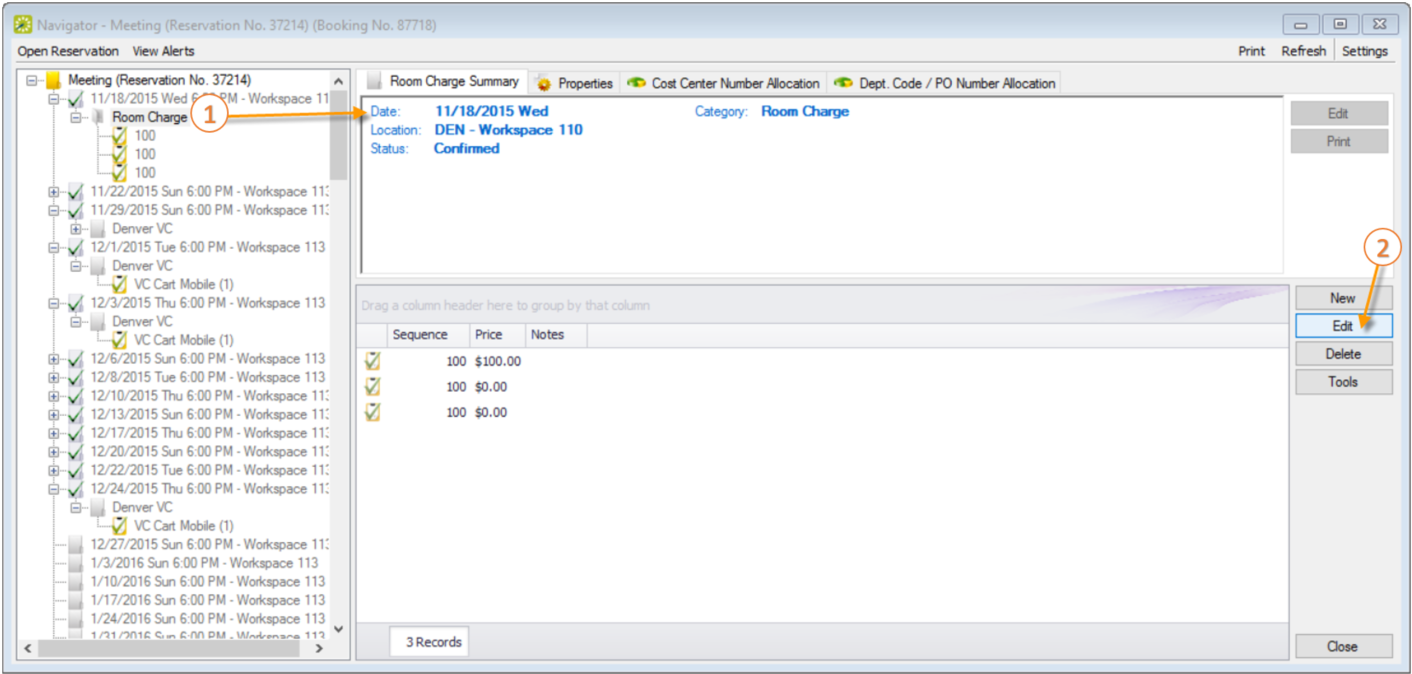 Navigator - Meeting (Reservation No. 37214) (Booking No. 87718)
Open Reservation View Alerts Print Refresh Settings
Meeting (Reservation No. 37214)
11/18/2015 Wed 6:00 PM - Workspace 11
Room Charge
100
100
100
11/22/2015 Sun 6:00 PM - Workspace 113
11/29/2015 Sun 6:00 PM - Workspace 113
Denver VC
12/1/2015 Tue 6:00 PM - Workspace 113
Denver VC
VC Cart Mobile (1)
12/3/2015 Thu 6:00 PM - Workspace 113
Denver VC
VC Cart Mobile (1)
12/6/2015 Sun 6:00 PM - Workspace 113
12/8/2015 Tue 6:00 PM - Workspace 113
12/10/2015 Thu 6:00 PM - Workspace 113
12/13/2015 Sun 6:00 PM - Workspace 113
12/17/2015 Thu 6:00 PM - Workspace 113
12/20/2015 Sun 6:00 PM - Workspace 113
12/22/2015 Tue 6:00 PM - Workspace 113
12/24/2015 Thu 6:00 PM - Workspace 113
Denver VC
VC Cart Mobile (1)
12/27/2015 Sun 6:00 PM - Workspace 113
1/3/2016 Sun 6:00 PM - Workspace 113
1/10/2016 Sun 6:00 PM - Workspace 113
1/17/2016 Sun 6:00 PM - Workspace 113
1/24/2016 Sun 6:00 PM - Workspace 113
1/31/2016 Sun 6:00 PM - Workspace 113
1
Room Charge Summary Properties Cost Center Number Allocation Dept. Code / PO Number Allocation
Date: 11/18/2015 Wed Category: Room Charge
Location: DEN - Workspace 110
Status: Confirmed
Edit
Print
2
Drag a column header here to group by that column
Sequence Price Notes
100 $100.00
100 $0.00
100 $0.00
3 Records
New
Edit
Delete
Tools
Close